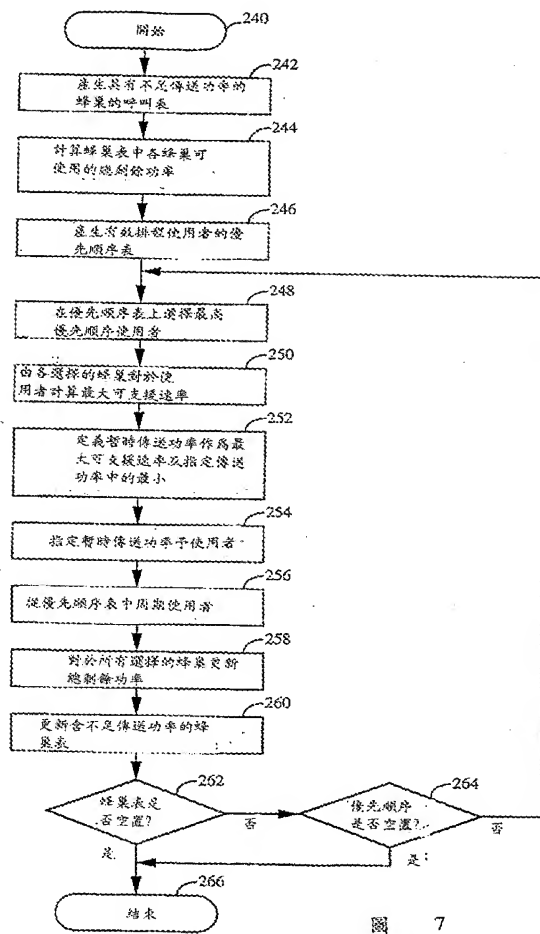 240
開始
242
產生具有不足傳送功率的
蜂巢的呼叫表
244
計算蜂巢表中各蜂巢可
使用的總剩餘功率
246
產生有效排程使用者的優
先順序表
248
在優先順序表上選擇最高
優先順序使用者
250
由各選擇的蜂巢對於使
用者計算最大可支援速率
252
定義暫時傳送功率作為最
大可支援速率及指定傳送
功率中的最小
254
指定暫時傳送功率予使用者
256
從優先順序表中周期使用者
258
對於所有選擇的蜂巢更新
總剩餘功率
260
更新含不足傳送功率的蜂
巢表
262
蜂巢表是
否空置?
否
是
264
優先順序
是否空置?
否
是
266
結束
圖 7